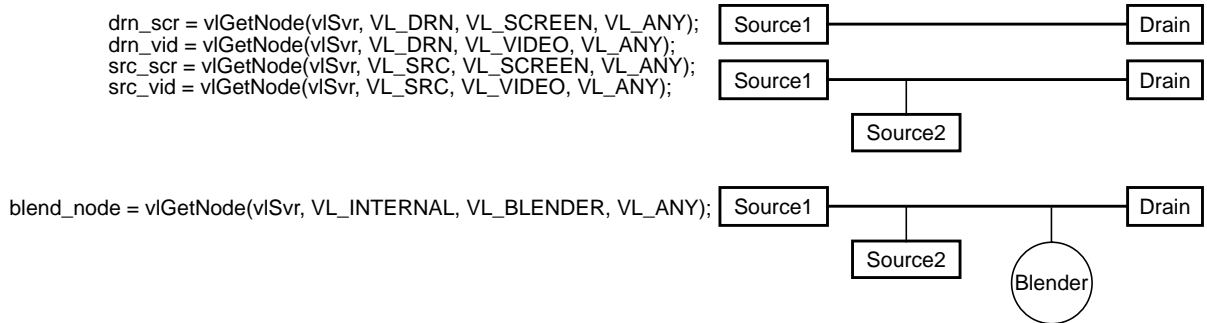 drn_scr = vlGetNode(vlSvr, VL_DRN, VL_SCREEN, VL_ANY);
drn_vid = vlGetNode(vlSvr, VL_DRN, VL_VIDEO, VL_ANY);
src_scr = vlGetNode(vlSvr, VL_SRC, VL_SCREEN, VL_ANY);
src_vid = vlGetNode(vlSvr, VL_SRC, VL_VIDEO, VL_ANY);
Source1
Drain
Source1
Drain
Source2
blend_node = vlGetNode(vlSvr, VL_INTERNAL, VL_BLENDER, VL_ANY);
Source1
Drain
Source2
Blender